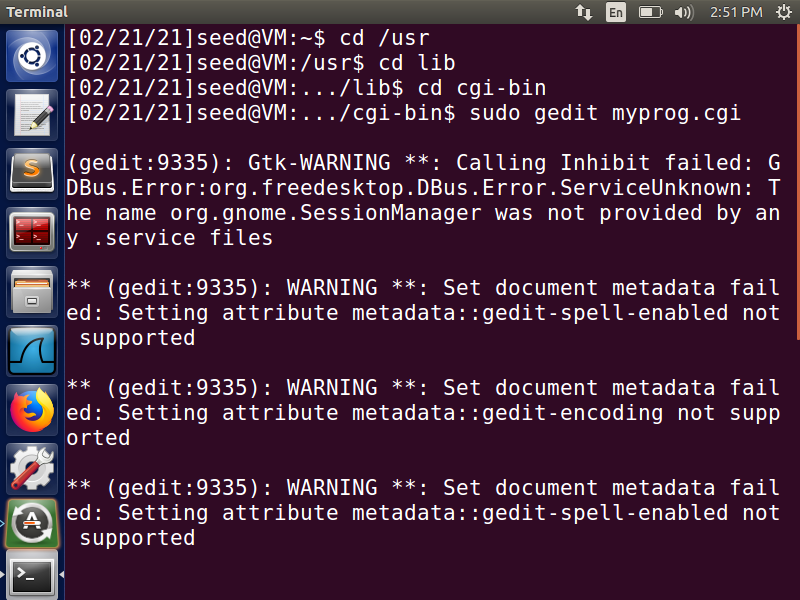 Terminal
En
2:51 PM
[02/21/21]seed@VM:~$ cd /usr
[02/21/21]seed@VM:/usr$ cd lib
[02/21/21]seed@VM:.../lib$ cd cgi-bin
[02/21/21]seed@VM:.../cgi-bin$ sudo gedit myprog.cgi
(gedit:9335): Gtk-WARNING **: Calling Inhibit failed: G
DBus.Error:org.freedesktop.DBus.Error.ServiceUnknown: T
he name org.gnome.SessionManager was not provided by an
y .service files
** (gedit:9335): WARNING **: Set document metadata fail
ed: Setting attribute metadata::gedit-spell-enabled not
 supported
** (gedit:9335): WARNING **: Set document metadata fail
ed: Setting attribute metadata::gedit-encoding not supp
orted
** (gedit:9335): WARNING **: Set document metadata fail
ed: Setting attribute metadata::gedit-spell-enabled not
 supported